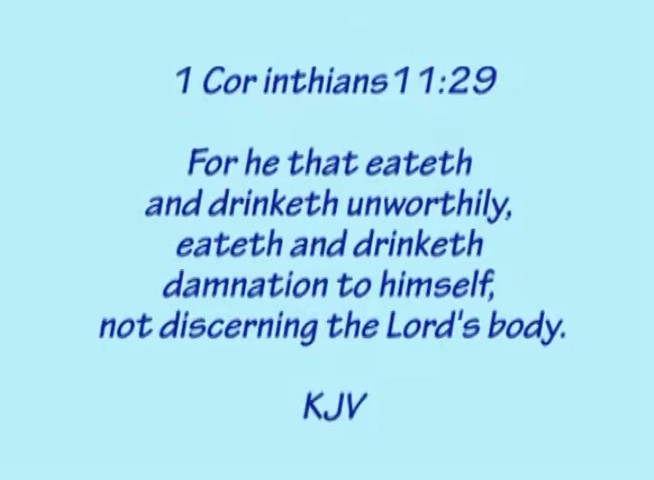 1 Cor inthians 11:29
For he that eateth
and drinketh unworthily,
eateth and drinketh
damnation to himself,
not discerning the Lord's body.
KJV